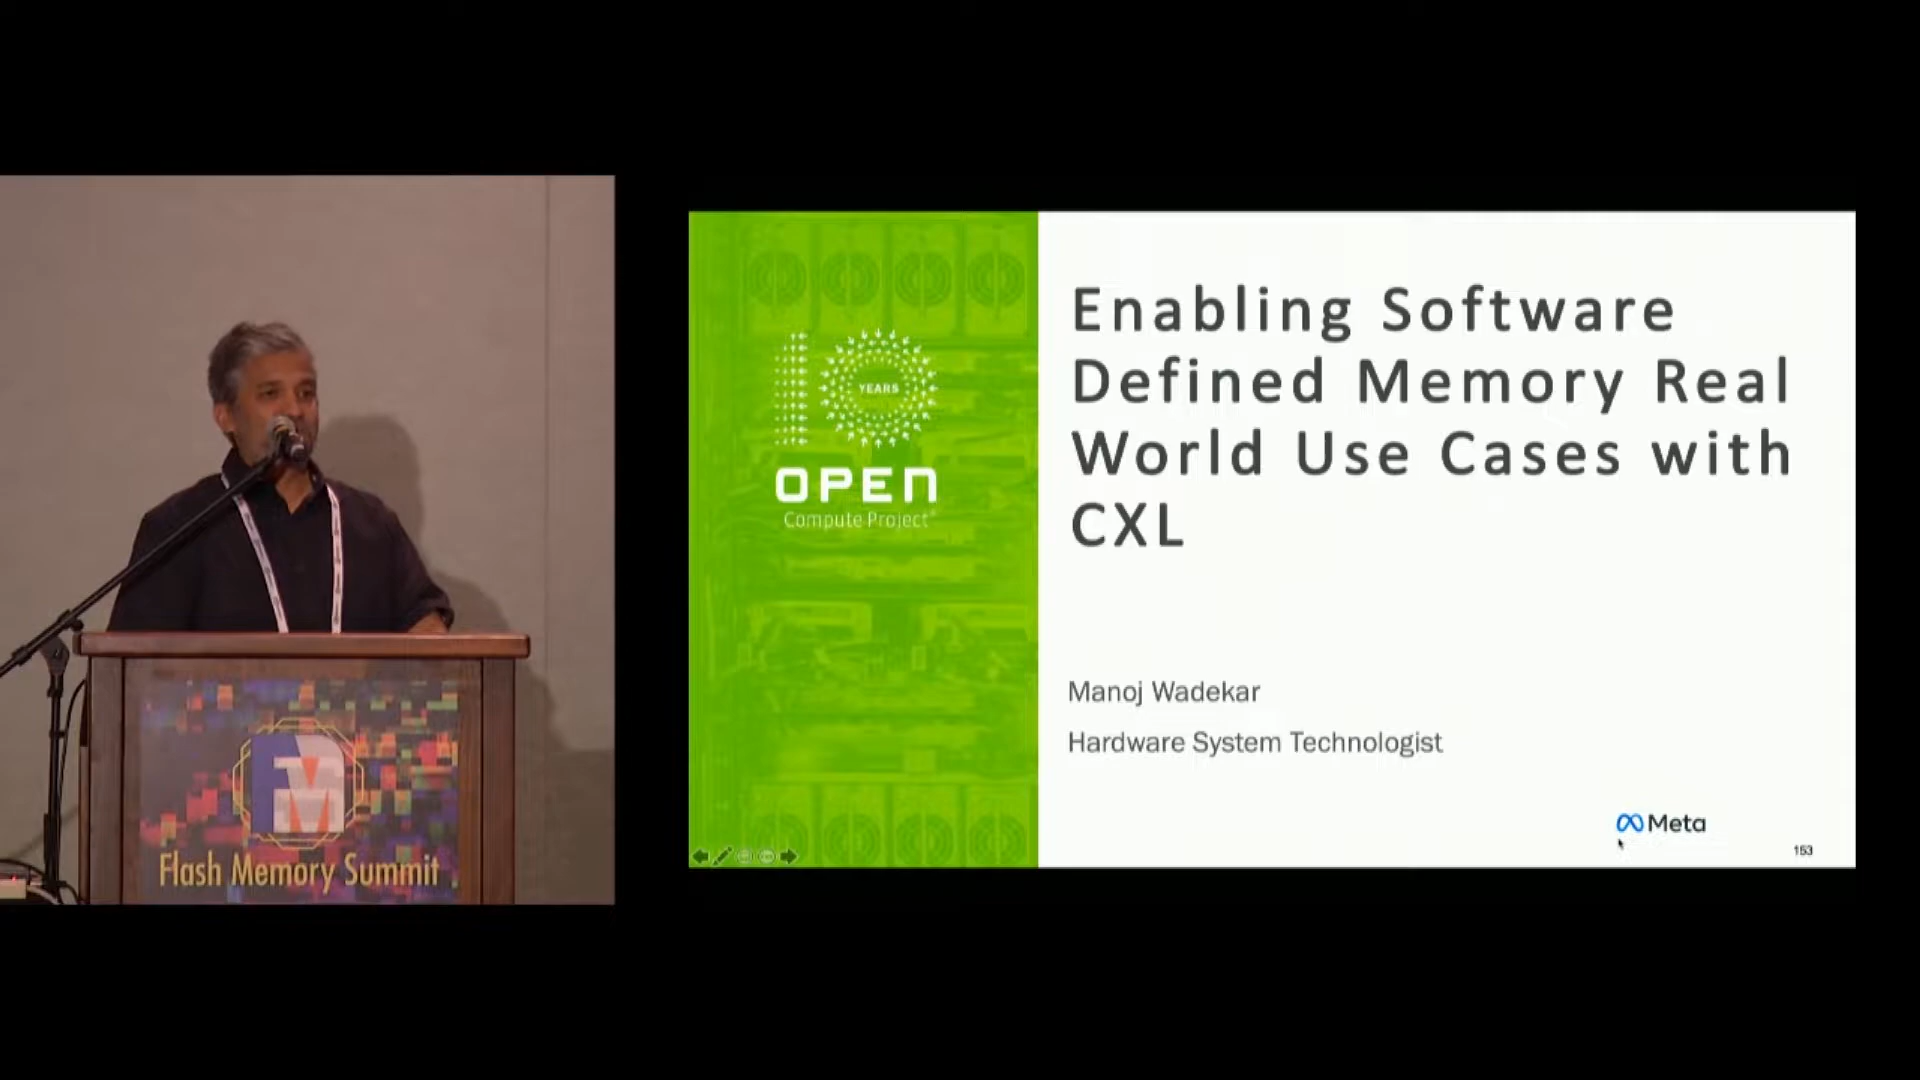 FM
Flash Memory Summit
YEARS
OPEN
Compute Project
Enabling Software
Defined Memory Real
World Use Cases with
CXL
Manoj Wadekar
Hardware System Technologist
Meta
153